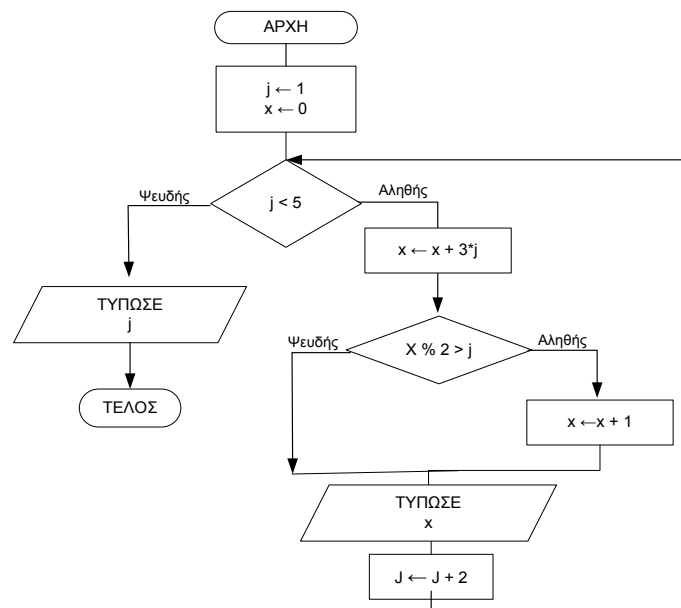 ΑΡΧΗ
j ← 1
x ← 0
Ψευδής
j < 5
Αληθής
x ← x + 3*j
ΤΥΠΩΣΕ
j
Ψευδής
X % 2 > j
Αληθής
ΤΕΛΟΣ
x ←x + 1
ΤΥΠΩΣΕ
x
J ← J + 2